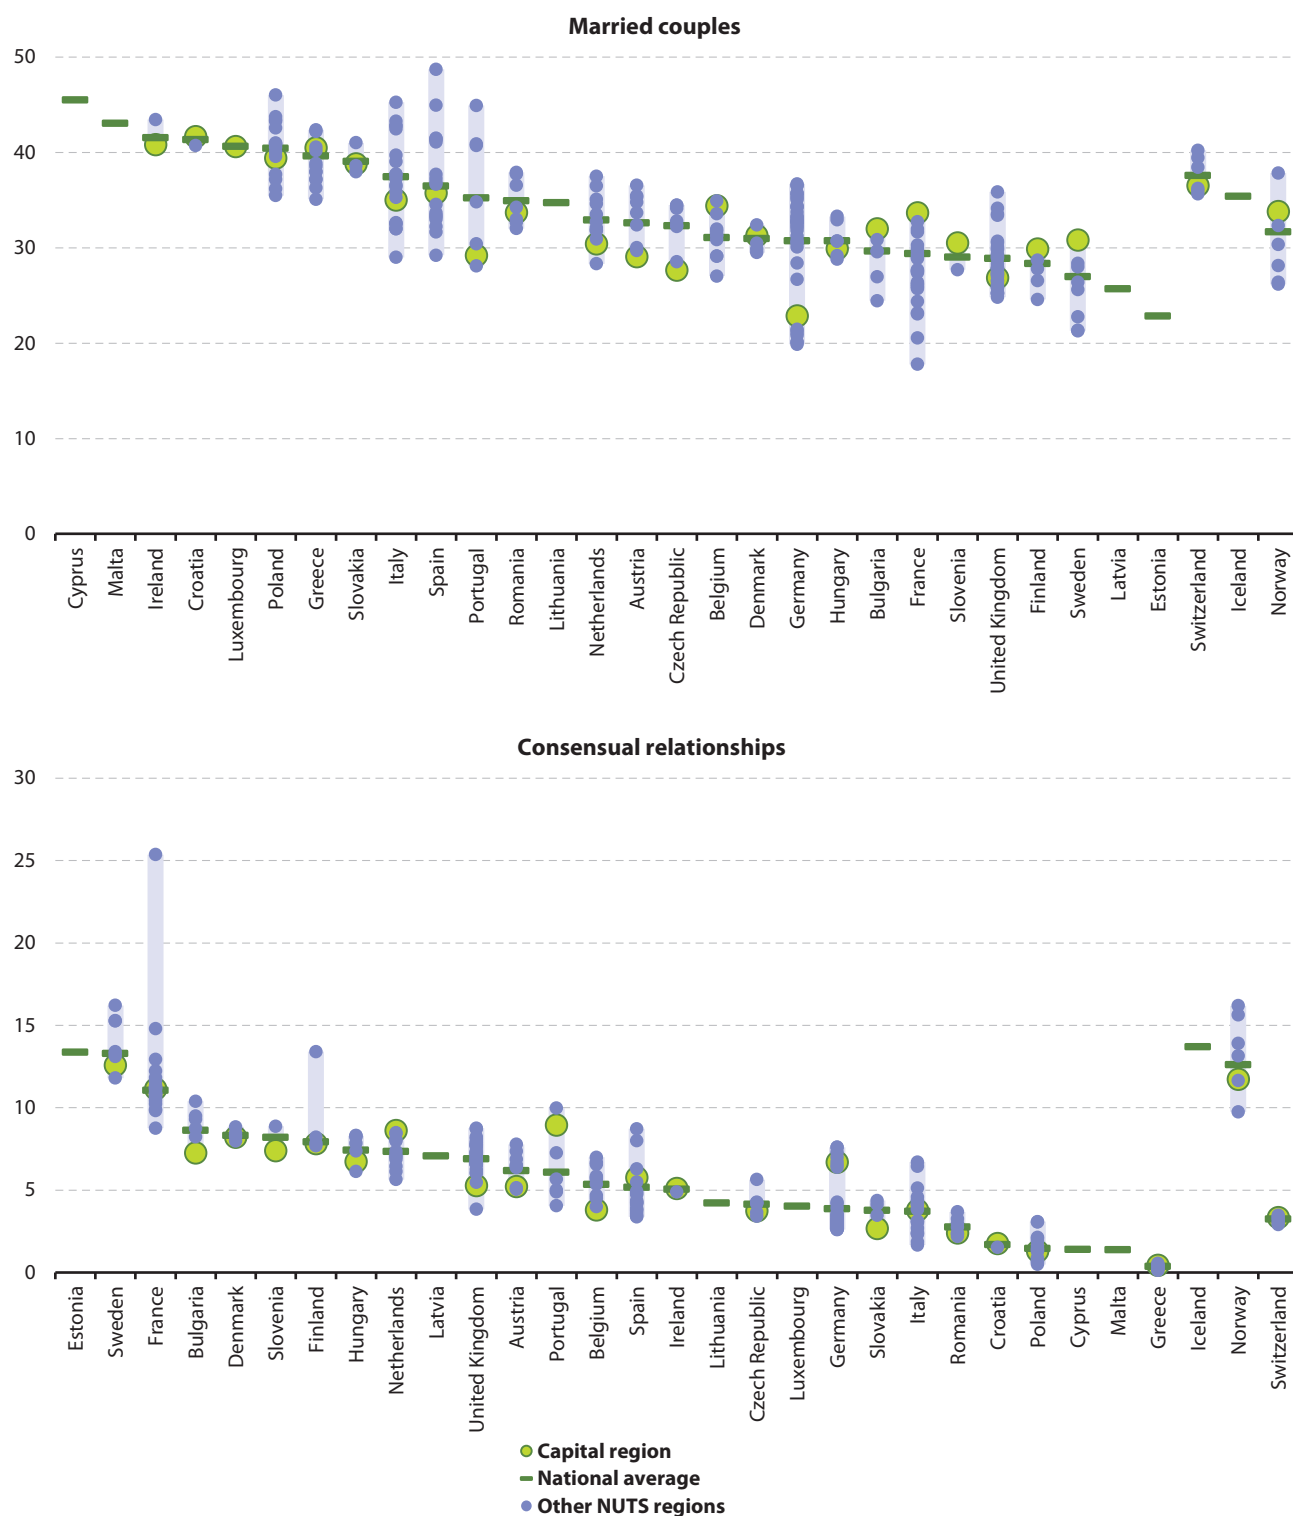 Married couples
50
40
30
20
10
0
Cyprus
Malta
Ireland
Croatia
Luxembourg
Poland
Greece
Slovakia
Italy
Spain
Portugal
Romania
Lithuania
Netherlands
Austria
Czech Republic
Belgium
Denmark
Germany
Hungary
Bulgaria
France
Slovenia
United Kingdom
Finland
Sweden
Latvia
Estonia
Switzerland
Iceland
Norway
Consensual relationships
30
25
20
15
10
5
0
Estonia
Sweden
France
Bulgaria
Denmark
Slovenia
Finland
Hungary
Netherlands
Latvia
United Kingdom
Austria
Portugal
Belgium
Spain
Ireland
Lithuania
Czech Republic
Luxembourg
Germany
Slovakia
Italy
Romania
Croatia
Poland
Cyprus
Malta
Greece
Iceland
Norway
Switzerland
Capital region
National average
Other NUTS regions